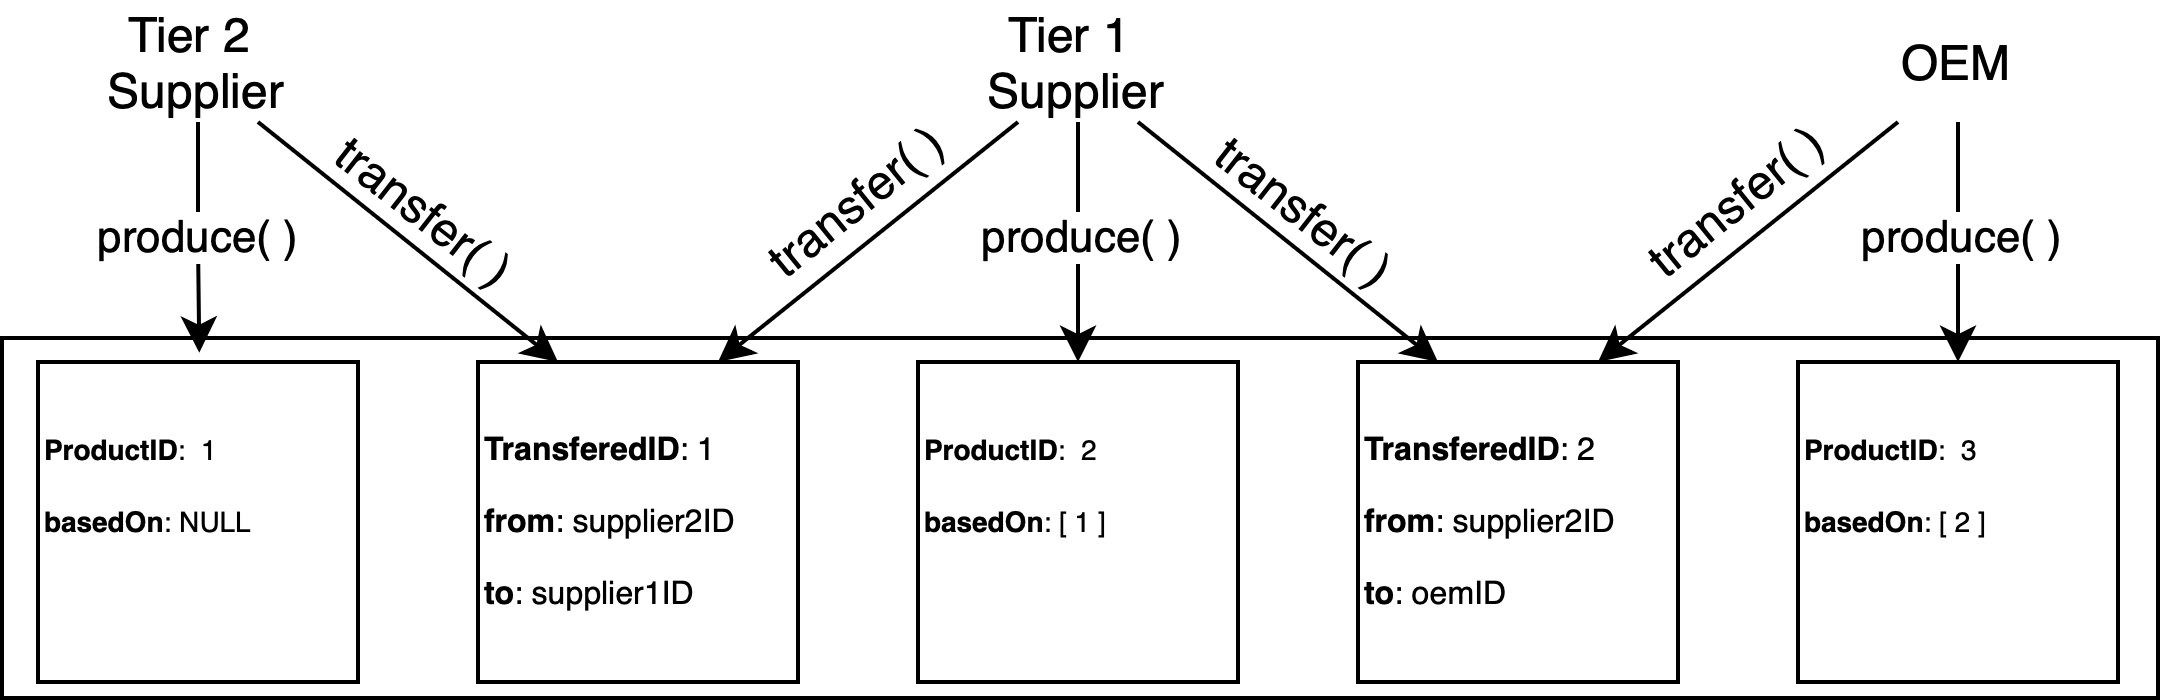 Tier 2
Supplier
Tier 1
Supplier
OEM
produce( )
transfer( )
transfer( )
produce( )
transfer( )
transfer( )
produce( )
ProductID: 1
basedOn: NULL
TransferedID: 1
from: supplier2ID
to: supplier1ID
ProductID: 2
basedOn: [ 1 ]
TransferedID: 2
from: supplier2ID
to: oemID
ProductID: 3
basedOn: [ 2 ]